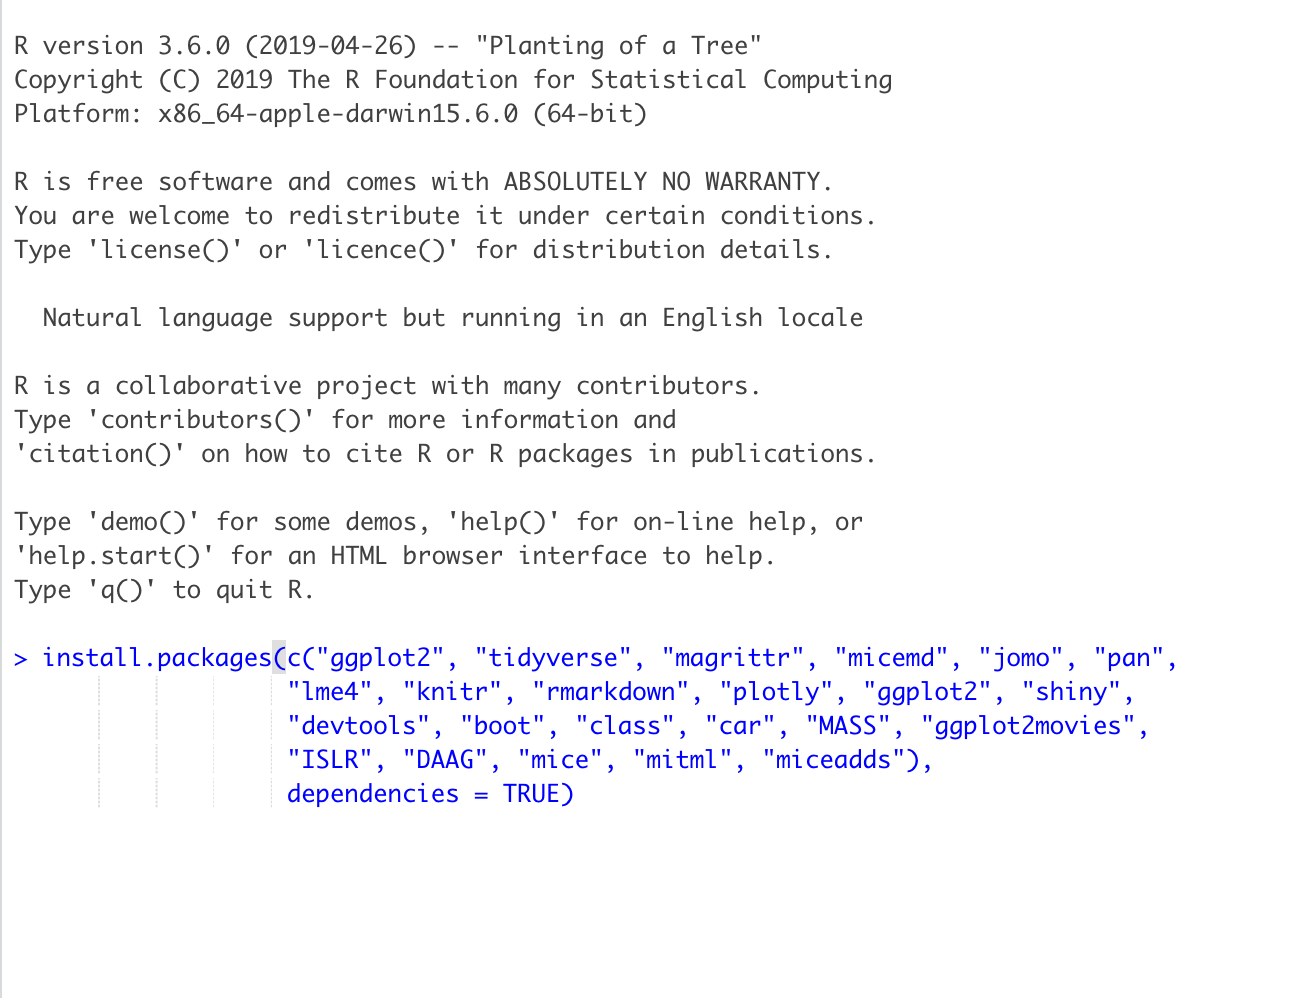 R version 3.6.0 (2019-04-26) -- "Planting of a Tree"
Copyright (C) 2019 The R Foundation for Statistical Computing
Platform: x86_64-apple-darwin15.6.0 (64-bit)

R is free software and comes with ABSOLUTELY NO WARRANTY.
You are welcome to redistribute it under certain conditions.
Type 'license()' or 'licence()' for distribution details.

  Natural language support but running in an English locale

R is a collaborative project with many contributors.
Type 'contributors()' for more information and
'citation()' on how to cite R or R packages in publications.

Type 'demo()' for some demos, 'help()' for on-line help, or
'help.start()' for an HTML browser interface to help.
Type 'q()' to quit R.

> install.packages(c("ggplot2", "tidyverse", "magrittr", "micemd", "jomo", "pan",
                   "lme4", "knitr", "rmarkdown", "plotly", "ggplot2", "shiny",
                   "devtools", "boot", "class", "car", "MASS", "ggplot2movies",
                   "ISLR", "DAAG", "mice", "mitml", "miceadds"),
                   dependencies = TRUE)